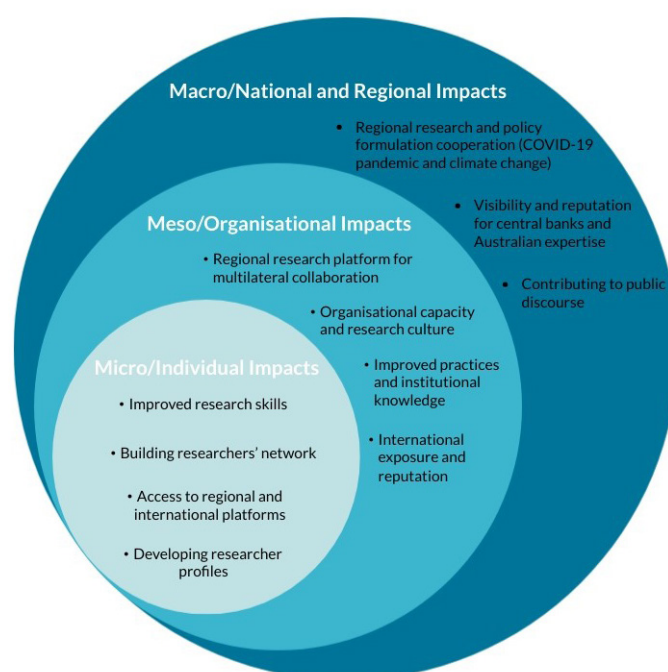 Macro/National and Regional Impacts
• Regional research and policy
formulation cooperation (COVID-19
pandemic and climate change)
• Visibility and reputation
for central banks and
Australian expertise
• Contributing to public
discourse
Meso/Organisational Impacts
• Regional research platform for
multilateral collaboration
• Organisational capacity
and research culture
• Improved practices
and institutional
knowledge
• International
exposure and
reputation
Micro/Individual Impacts
• Improved research skills
• Building researchers’ network
• Access to regional and
international platforms
• Developing researcher
profiles